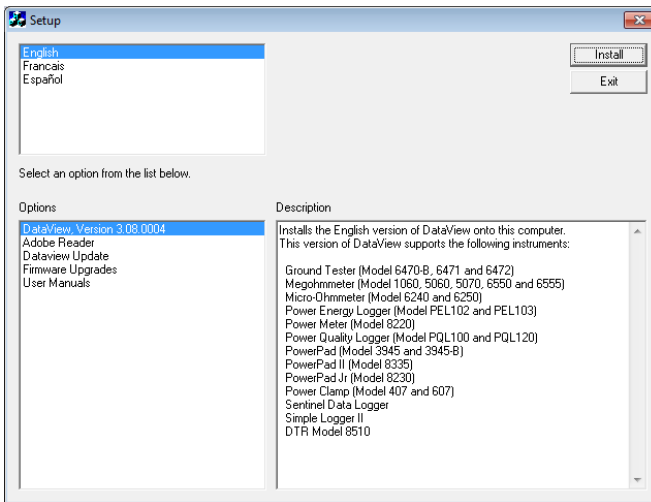 Setup
English
Francais
Español
Install
Exit
Select an option from the list below.
Options
DataView, Version 3.08.0004
Adobe Reader
Dataview Update
Firmware Upgrades
User Manuals
Description
Installs the English version of DataView onto this computer.
This version of DataView supports the following instruments:
Ground Tester (Model 6470-B, 6471 and 6472)
Megohmmeter (Model 1060, 5060, 5070, 6550 and 6555)
Micro-Ohmmeter (Model 6240 and 6250)
Power Energy Logger (Model PEL102 and PEL103)
Power Meter (Model 8220)
Power Quality Logger (Model PQL100 and PQL120)
PowerPad (Model 3945 and 3945-B)
PowerPad II (Model 8335)
PowerPad Jr (Model 8230)
Power Clamp (Model 407 and 607)
Sentinel Data Logger
Simple Logger II
DTR Model 8510